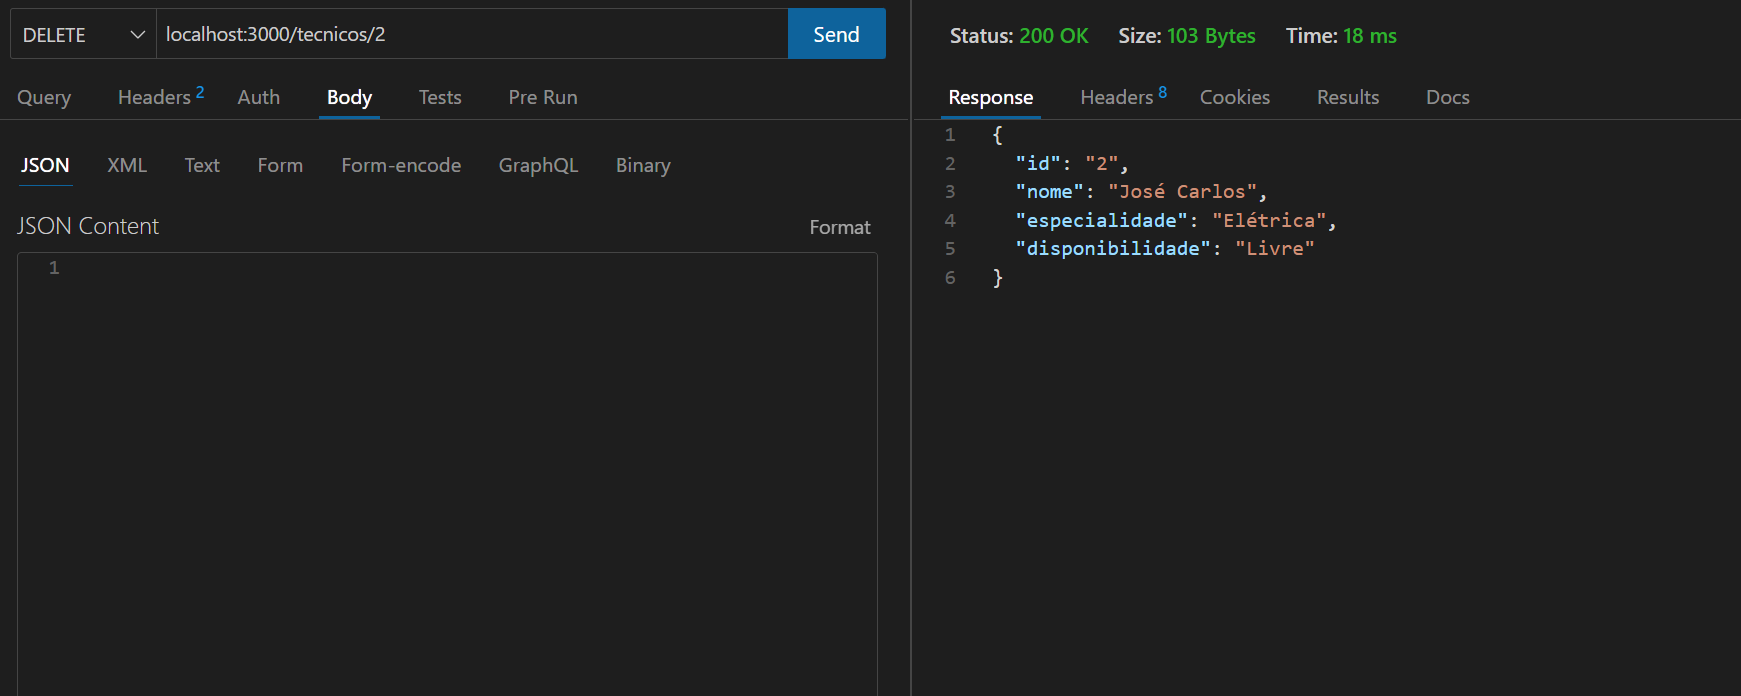 DELETE localhost:3000/tecnicos/2 Send
Query Headers 2 Auth Body Tests Pre Run
JSON XML Text Form Form-encode GraphQL Binary
JSON Content Format
1
Status: 200 OK Size: 103 Bytes Time: 18 ms
Response Headers 8 Cookies Results Docs
1 {
2 "id": "2",
3 "nome": "José Carlos",
4 "especialidade": "Elétrica",
5 "disponibilidade": "Livre"
6 }